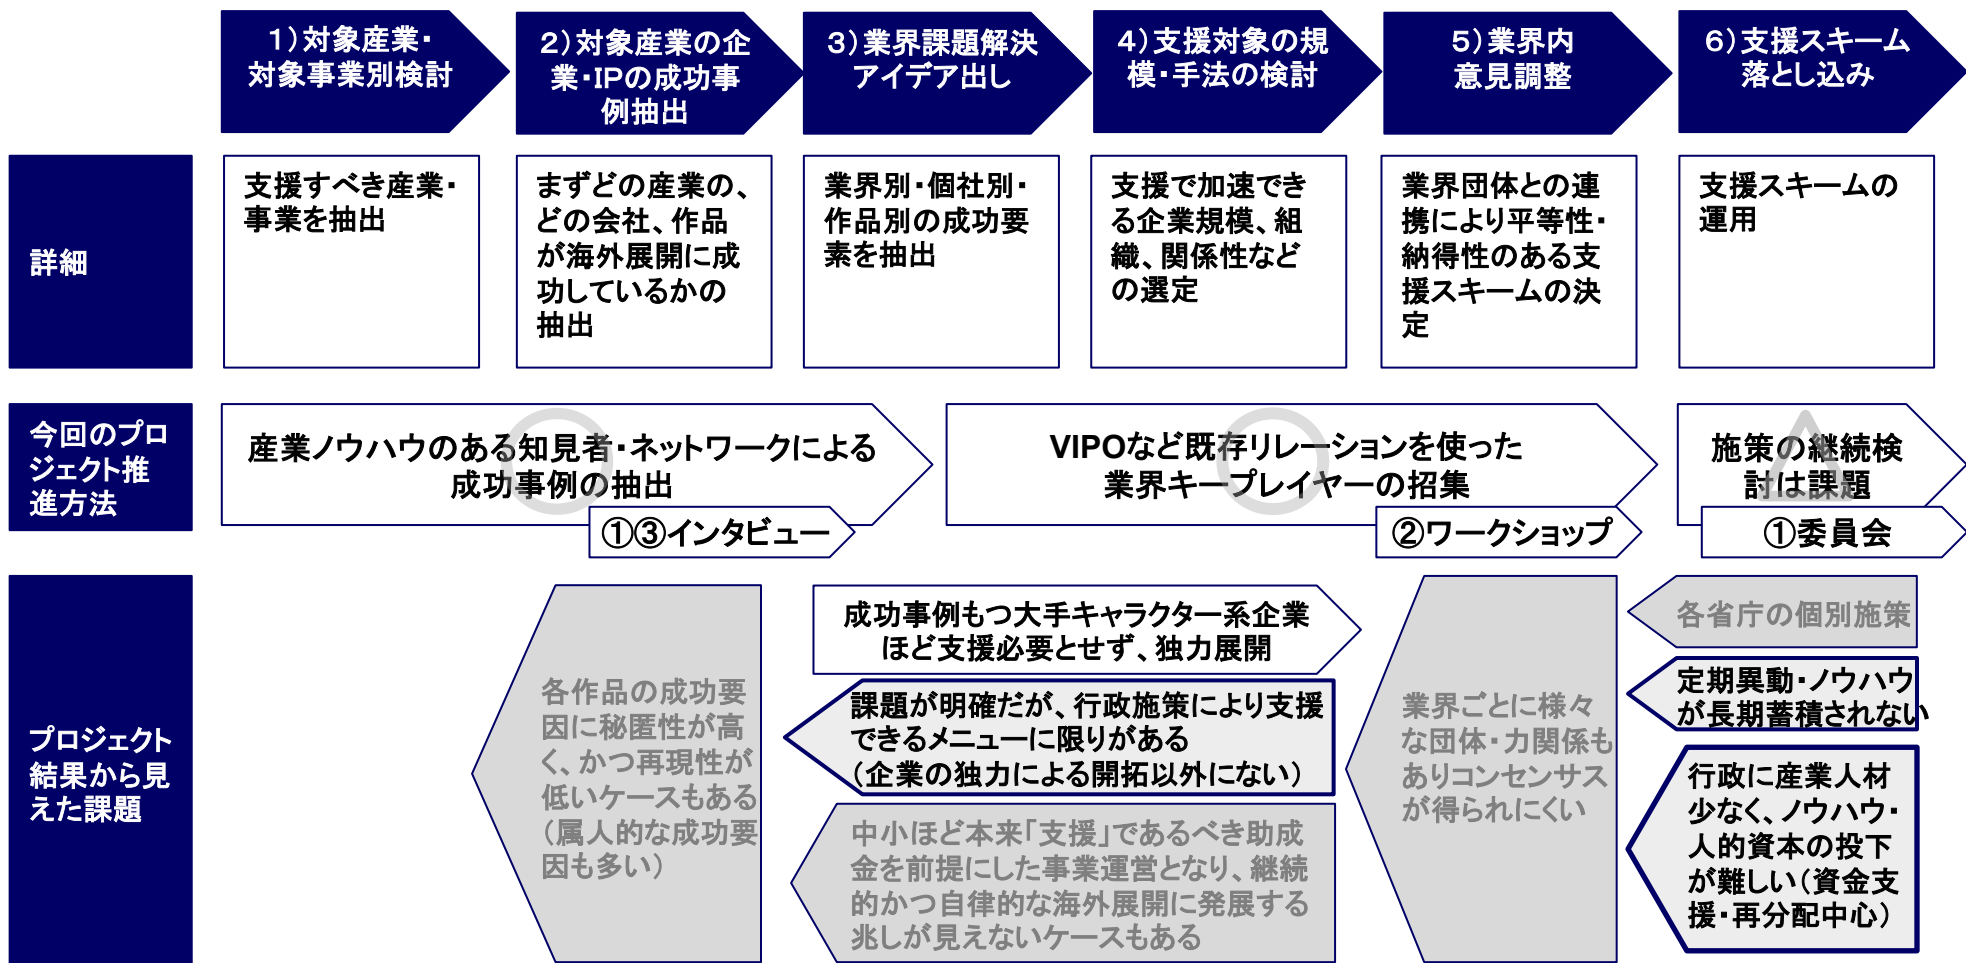 1）対象産業・
対象事業別検討
2）対象産業の企
業・IPの成功事
例抽出
3）業界課題解決
アイデア出し
4）支援対象の規
模・手法の検討
5）業界内
意見調整
6）支援スキーム
落とし込み
詳細
支援すべき産業・
事業を抽出
まずどの産業の、
どの会社、作品
が海外展開に成
功しているかの
抽出
業界別・個社別・
作品別の成功要
素を抽出
支援で加速でき
る企業規模、組
織、関係性など
の選定
業界団体との連
携により平等性・
納得性のある支
援スキームの決
定
支援スキームの
運用
今回のプロ
ジェクト推
進方法
産業ノウハウのある知見者・ネットワークによる
成功事例の抽出
①③インタビュー
VIPOなど既存リレーションを使った
業界キープレイヤーの招集
②ワークショップ
施策の継続検
討は課題
①委員会
プロジェクト
結果から見
えた課題
各作品の成功要
因に秘匿性が高
く、かつ再現性が
低いケースもある
（属人的な成功要
因も多い）
成功事例もつ大手キャラクター系企業
ほど支援必要とせず、独力展開
課題が明確だが、行政施策により支援
できるメニューに限りがある
（企業の独力による開拓以外にない）
中小ほど本来「支援」であるべき助成
金を前提にした事業運営となり、継続
的かつ自律的な海外展開に発展する
兆しが見えないケースもある
業界ごとに様々
な団体・力関係も
ありコンセンサス
が得られにくい
各省庁の個別施策
定期異動・ノウハウ
が長期蓄積されない
行政に産業人材
少なく、ノウハウ・
人的資本の投下
が難しい（資金支
援・再分配中心）